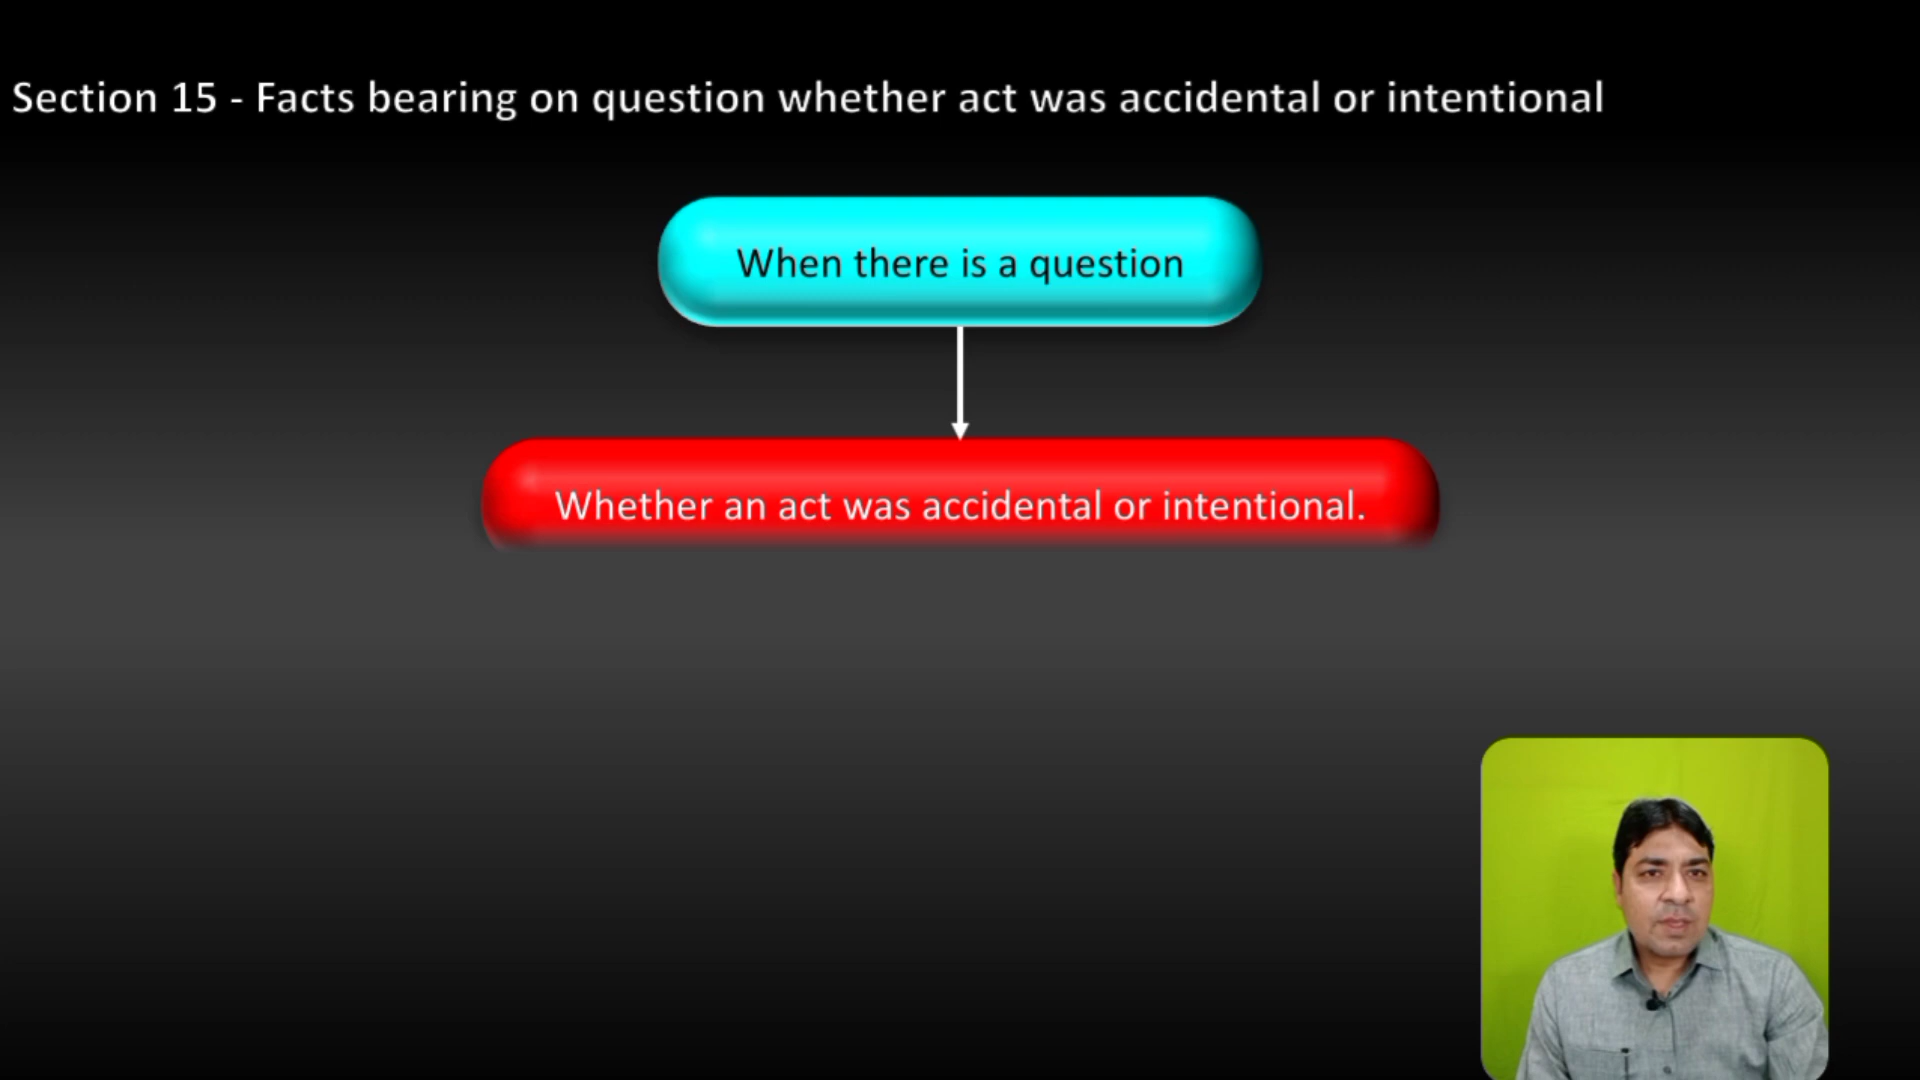 Section 15 - Facts bearing on question whether act was accidental or intentional
When there is a question
Whether an act was accidental or intentional.